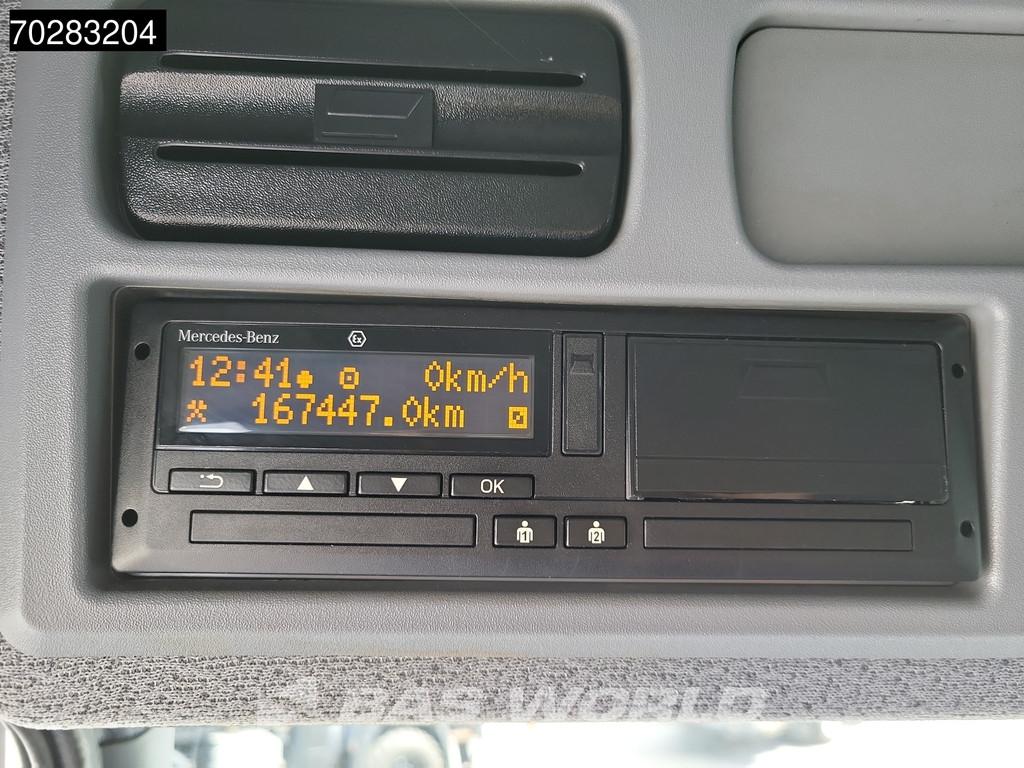 70283204
Mercedes-Benz Ex
12:41 0km/h
167447.0km
OK
1 2
BAS WORLD